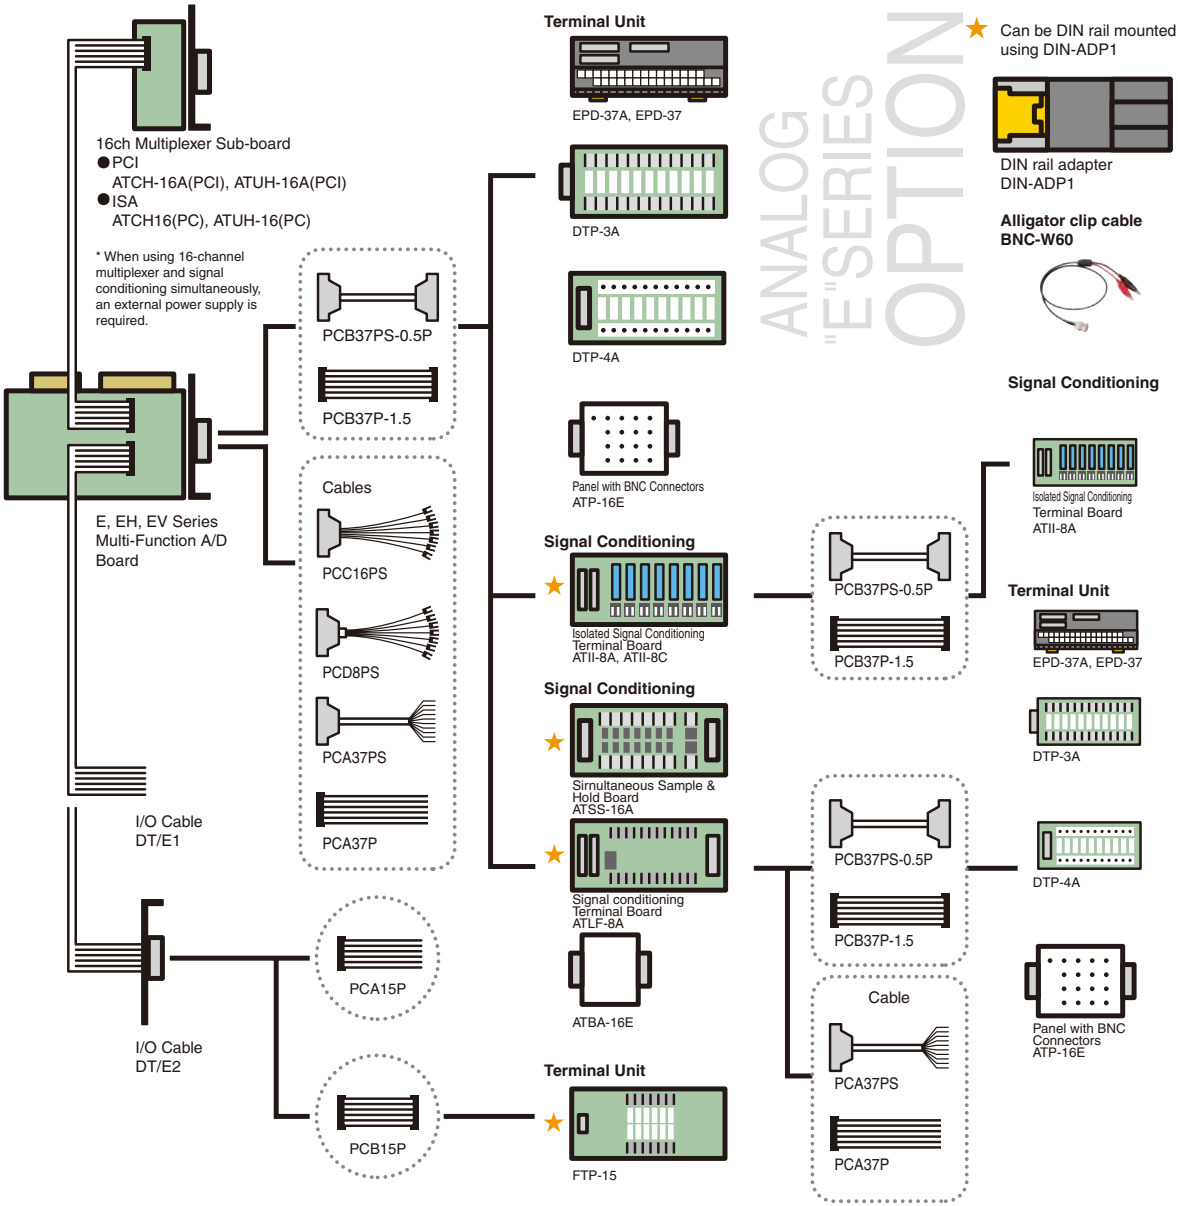 16ch Multiplexer Sub-board
●PCI
ATCH-16A(PCI), ATUH-16A(PCI)
●ISA
ATCH16(PC), ATUH-16(PC)
* When using 16-channel
multiplexer and signal
conditioning simultaneously,
an external power supply is
required.
E, EH, EV Series
Multi-Function A/D
Board
I/O Cable
DT/E1
I/O Cable
DT/E2
PCB37PS-0.5P
PCB37P-1.5
Cables
PCC16PS
PCD8PS
PCA37PS
PCA37P
PCA15P
PCB15P
Terminal Unit
EPD-37A, EPD-37
DTP-3A
DTP-4A
Panel with BNC Connectors
ATP-16E
Signal Conditioning
Isolated Signal Conditioning
Terminal Board
ATII-8A, ATII-8C
Signal Conditioning
Sirnultaneous Sample &
Hold Board
ATSS-16A
Signal conditioning
Terminal Board
ATLF-8A
ATBA-16E
Terminal Unit
FTP-15
ANALOG
"E"SERIES
OPTION
★ Can be DIN rail mounted
using DIN-ADP1
DIN rail adapter
DIN-ADP1
Alligator clip cable
BNC-W60
PCB37PS-0.5P
PCB37P-1.5
PCB37PS-0.5P
PCB37P-1.5
Cable
PCA37PS
PCA37P
Signal Conditioning
Isolated Signal Conditioning
Terminal Board
ATII-8A
Terminal Unit
EPD-37A, EPD-37
DTP-3A
DTP-4A
Panel with BNC
Connectors
ATP-16E